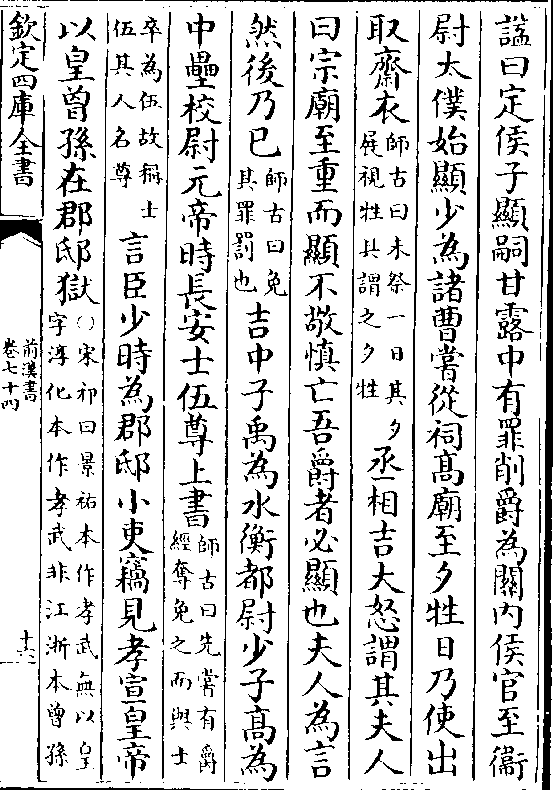 謚曰定侯子顯嗣甘露中有罪削爵為關内侯官至衞
尉太僕始顯少為諸曹嘗從祠髙廟至夕牲日乃使出
取齋衣師古曰未祭一日其夕展視牲具謂之夕牲丞相吉大怒謂其夫人
曰宗廟至重而顯不敬慎亡吾爵者必顯也夫人為言
然後乃已師古曰免其罪罰也吉中子禹為水衡都尉少子髙為
中壘校尉元帝時長安士伍尊上書師古曰先嘗有爵經奪免之而與士
卒為伍故稱士伍其人名尊言臣少時為郡邸小吏竊見孝宣皇帝
以皇曾孫在郡邸獄○宋祁曰景祐本作孝武無以皇字淳化本作孝武非江浙本曾孫
欽定四庫全書
前漢書
卷七十四
十六